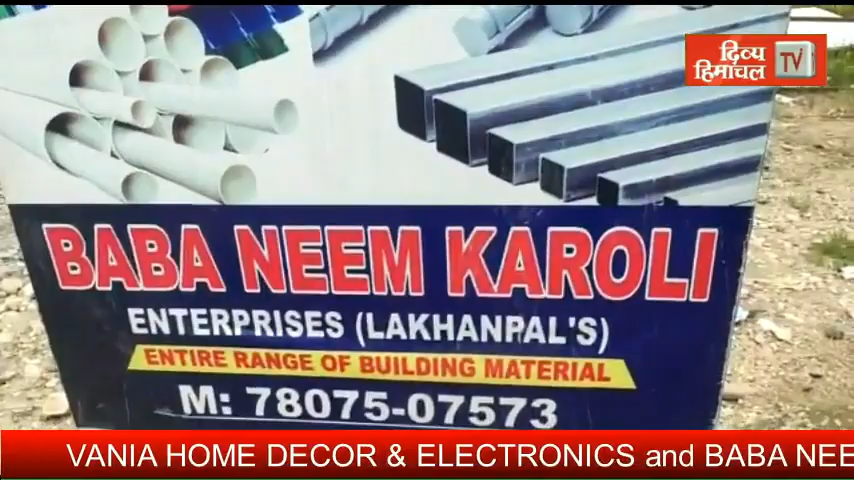 दिव्य
हिमाचल TV
BABA NEEM KAROLI
ENTERPRISES (LAKHANPAL'S)
ENTIRE RANGE OF BUILDING MATERIAL
M: 78075-07573
VANIA HOME DECOR & ELECTRONICS and BABA NEE